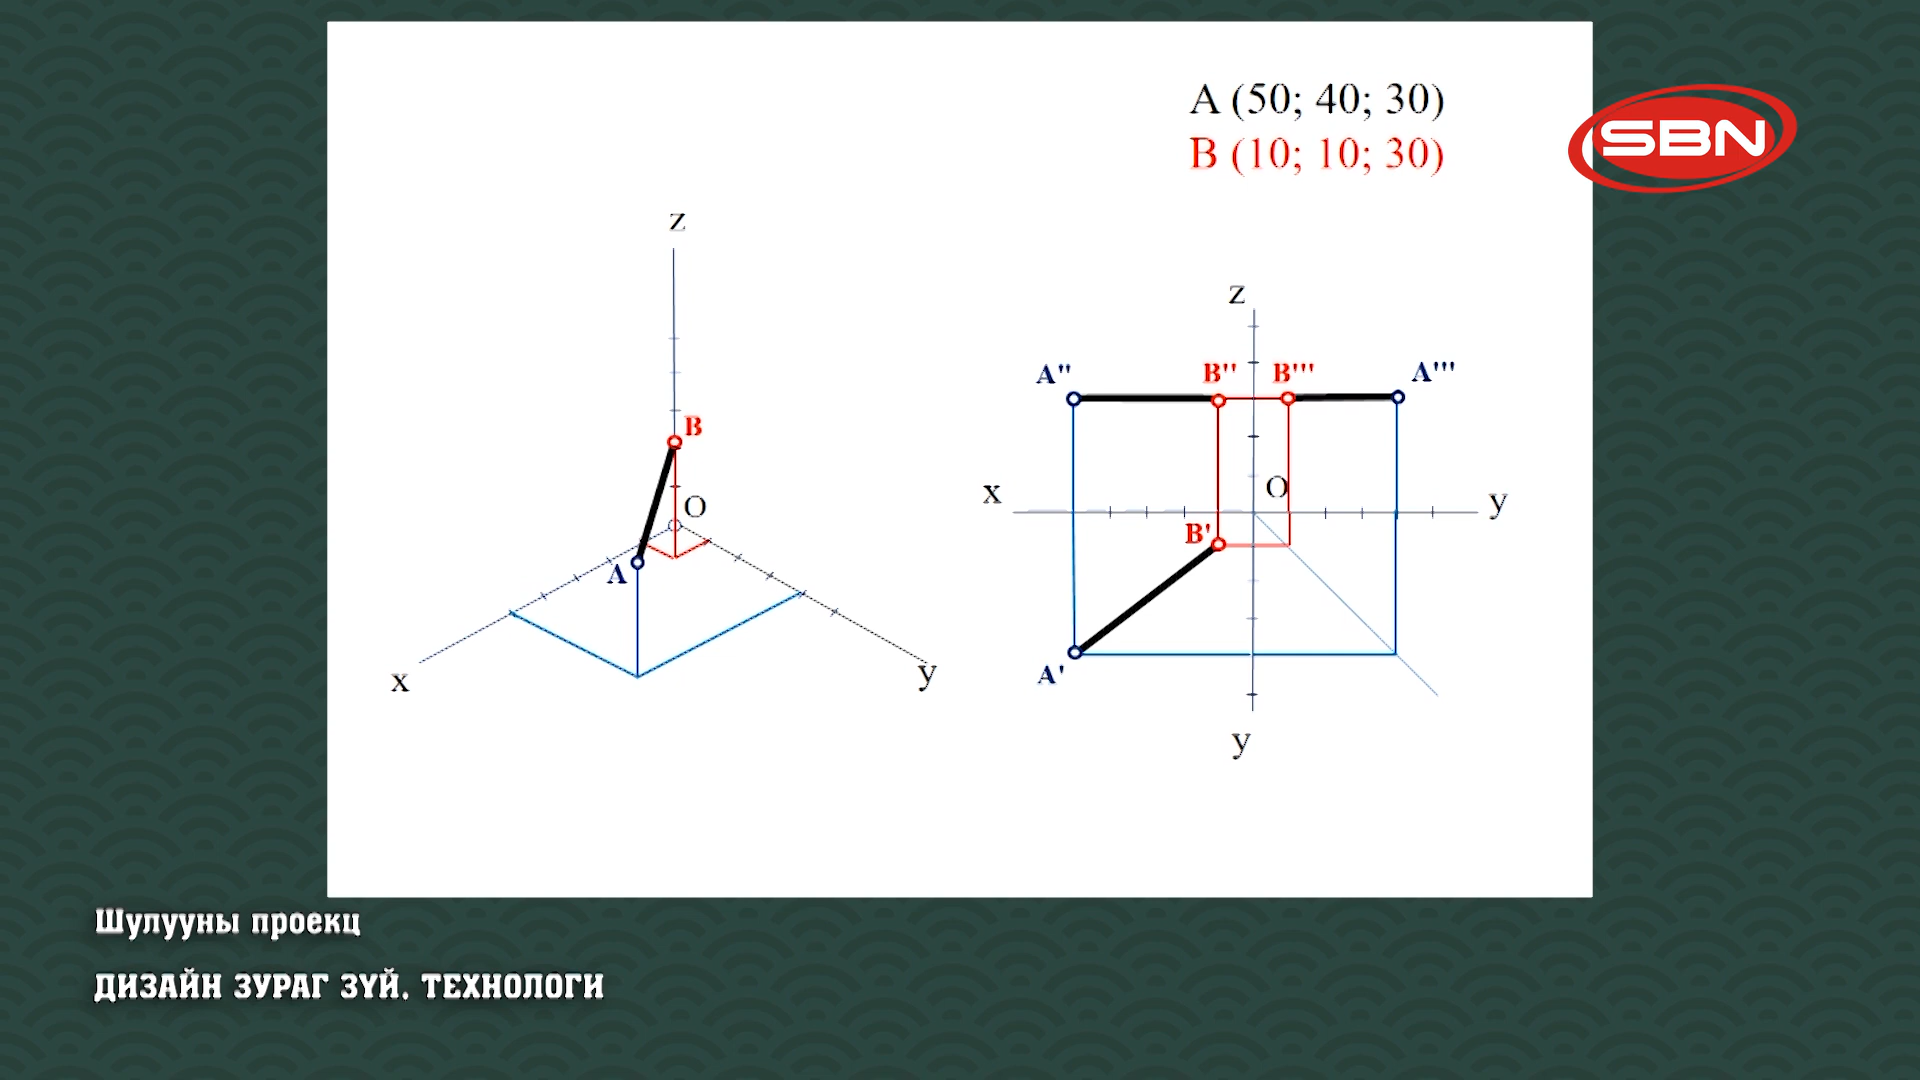 A (50; 40; 30)
B (10; 10; 30)
SBN
z
B
O
A
x
y
z
A'' B'' B''' A'''
x O y
B'
A'
y
Шулууны проекц
ДИЗАЙН ЗУРАГ ЗҮЙ, ТЕХНОЛОГИ